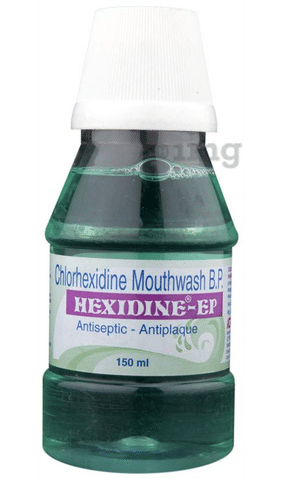 Chlorhexidine Mouthwash B.P.
HEXIDINE®-EP
Antiseptic - Antiplaque
150 ml